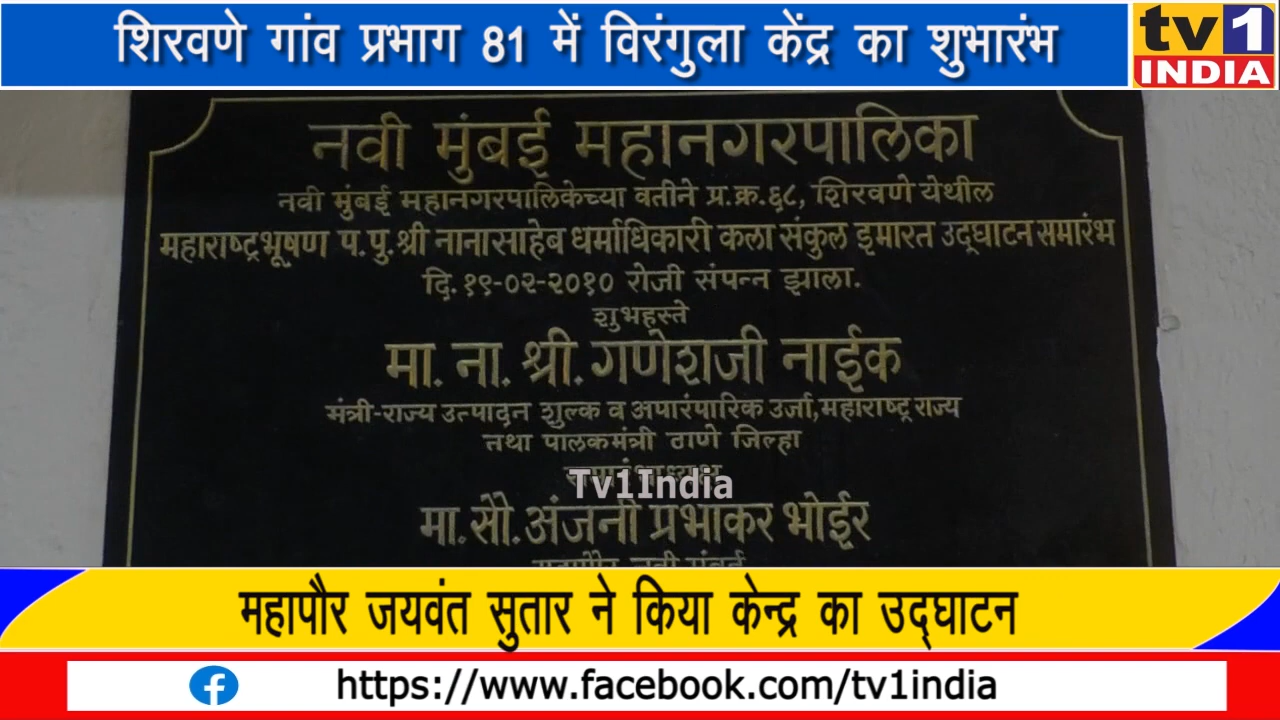 शिरवणे गांव प्रभाग 81 में विरंगुला केंद्र का शुभारंभ
tv1
INDIA
नवी मुंबई महानगरपालिका
नवी मुंबई महानगरपालिकेच्या वतीने प्र.क्र.६८, शिरवणे येथील
महाराष्ट्रभूषण प.पु.श्री नानासाहेब धर्माधिकारी कला संकुल इमारत उद्घाटन समारंभ
दि.१९-०२-२०१० रोजी संपन्न झाला.
शुभहस्ते
मा. ना. श्री. गणेशजी नाईक
मंत्री-राज्य उत्पादन शुल्क व अपारंपारिक उर्जा,महाराष्ट्र राज्य
तथा पालकमंत्री ठाणे जिल्हा
Tv1India
मा.सौ.अंजनी प्रभाकर भोईर
महापौर जयवंत सुतार ने किया केन्द्र का उद्घाटन
https://www.facebook.com/tv1india